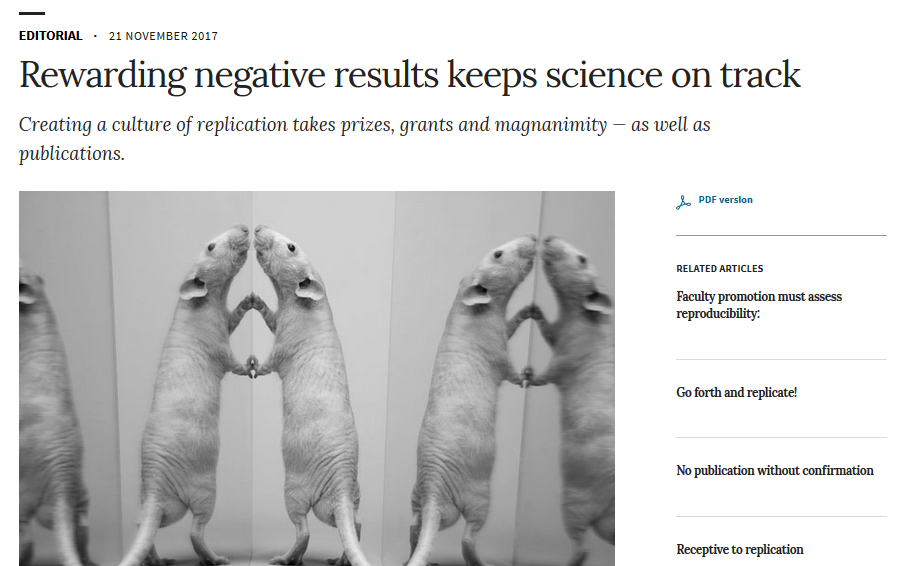 EDITORIAL · 21 NOVEMBER 2017
Rewarding negative results keeps science on track
Creating a culture of replication takes prizes, grants and magnanimity — as well as
publications.
PDF version
RELATED ARTICLES
Faculty promotion must assess
reproducibility:
Go forth and replicate!
No publication without confirmation
Receptive to replication